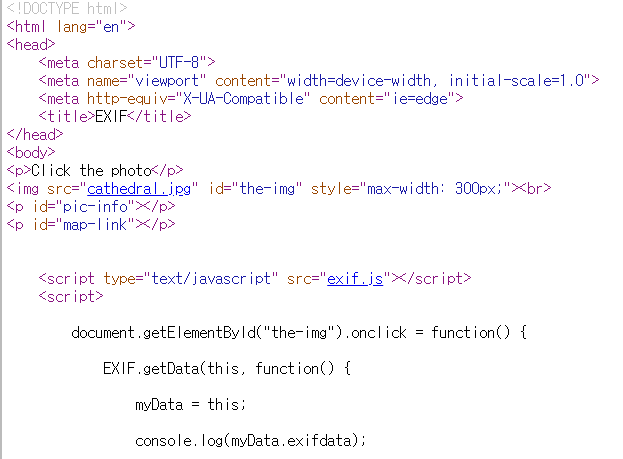 <!DOCTYPE html>
<html lang="en">
<head>
    <meta charset="UTF-8">
    <meta name="viewport" content="width=device-width, initial-scale=1.0">
    <meta http-equiv="X-UA-Compatible" content="ie=edge">
    <title>EXIF</title>
</head>
<body>
<p>Click the photo</p>
<img src="cathedral.jpg" id="the-img" style="max-width: 300px;"><br>
<p id="pic-info"></p>
<p id="map-link"></p>
    <script type="text/javascript" src="exif.js"></script>
    <script>
        document.getElementById("the-img").onclick = function() {
            EXIF.getData(this, function() {
                myData = this;
                console.log(myData.exifdata);